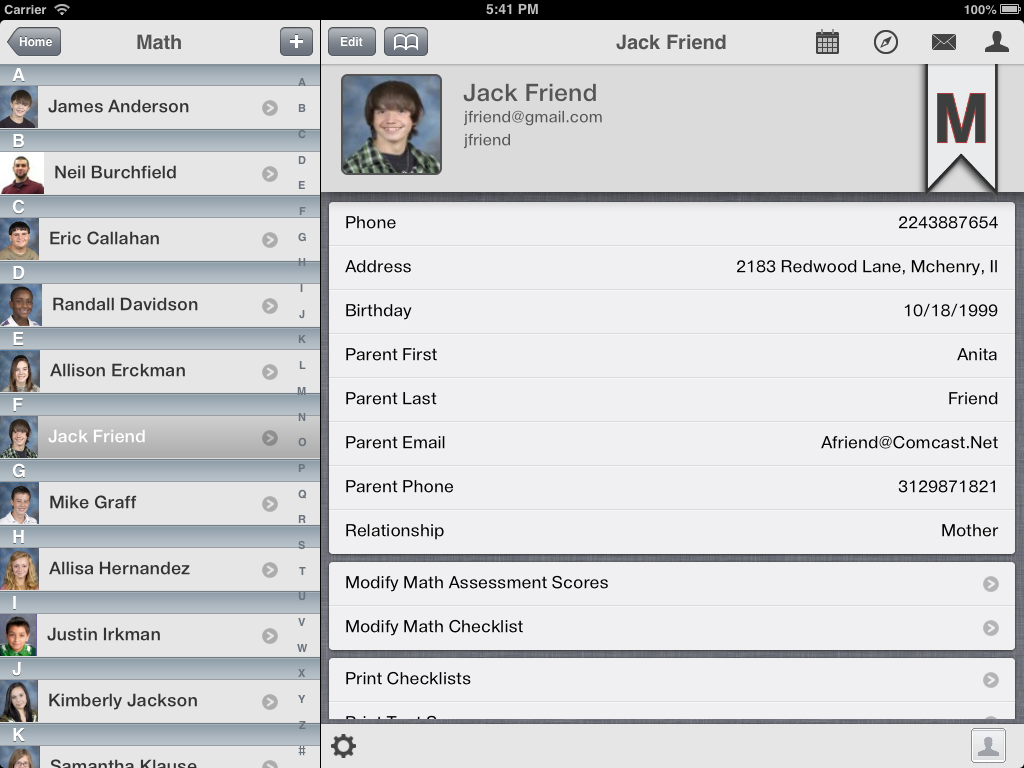 Carrier
5:41 PM
100%
Home
Math
+
A
James Anderson
B
Neil Burchfield
C
Eric Callahan
D
Randall Davidson
E
Allison Erckman
F
Jack Friend
G
Mike Graff
H
Allisa Hernandez
I
Justin Irkman
J
Kimberly Jackson
K
Samantha Klause
A
B
C
D
E
F
G
H
I
J
K
L
M
N
O
P
Q
R
S
T
U
V
W
X
Y
Z
#
Edit
Jack Friend
Jack Friend
jfriend@gmail.com
jfriend
M
Phone 2243887654
Address 2183 Redwood Lane, Mchenry, Il
Birthday 10/18/1999
Parent First Anita
Parent Last Friend
Parent Email Afriend@Comcast.Net
Parent Phone 3129871821
Relationship Mother
Modify Math Assessment Scores
Modify Math Checklist
Print Checklists
Print Test